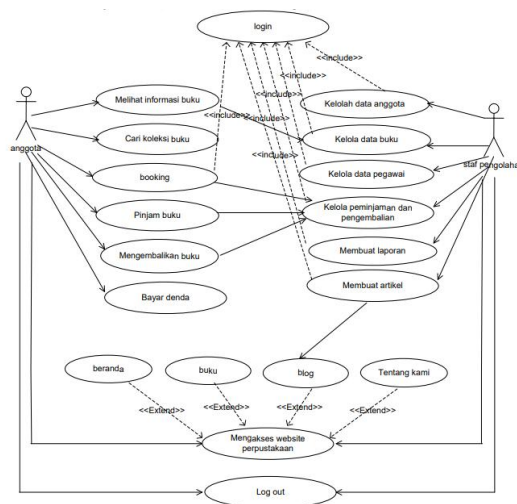 login
<<include>>
<<include>>
Melihat informasi buku
<<include>>
<<include>>
Kelolah data anggota
Cari koleksi buku
Kelola data buku
anggota
staf pengolaha
<<include>>
booking
Kelola data pegawai
Pinjam buku
Kelola peminjaman dan
pengembalian
Mengembalikan buku
Membuat laporan
Bayar denda
Membuat artikel
beranda
buku
blog
Tentang kami
<<Extend>>
<<Extend>>
<<Extend>>
<<Extend>>
Mengakses website
perpustakaan
Log out